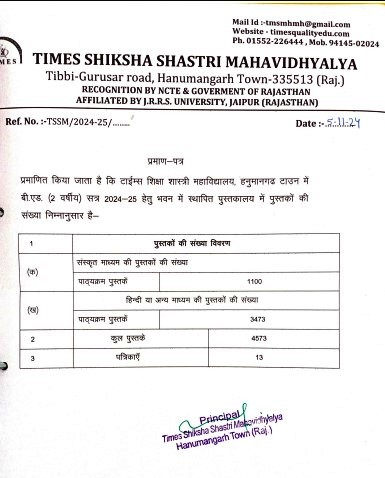 Mail Id :-tmsmhmh@gmail.com
Website - timesqualityedu.com
Ph. 01552-226444 , Mob. 94145-02024
MES
TIMES SHIKSHA SHASTRI MAHAVIDHYALYA
Tibbi-Gurusar road, Hanumangarh Town-335513 (Raj.)
RECOGNITION BY NCTE & GOVERMENT OF RAJASTHAN
AFFILIATED BY J.R.R.S. UNIVERSITY, JAIPUR (RAJASTHAN)
Ref. No. :-TSSM/2024-25/........ Date :- 5-11-24
प्रमाण-पत्र
प्रमाणित किया जाता है कि टाईम्स शिक्षा शास्त्री महाविद्यालय, हनुमानगढ टाउन में
बी.एड. (2 वर्षीय) सत्र 2024-25 हेतु भवन में स्थापित पुस्तकालय में पुस्तकों की
संख्या निम्नानुसार है-
1 पुस्तकों की संख्या विवरण
(क) संस्कृत माध्यम की पुस्तकों की संख्या
पाठ्यक्रम पुस्तकें 1100
(ख) हिन्दी या अन्य माध्यम की पुस्तकों की संख्या
पाठ्यक्रम पुस्तकें 3473
2 कुल पुस्तकें 4573
3 पत्रिकाएँ 13
Principal
Times Shiksha Shastri Mahavidhyalya
Hanumangarh Town (Raj.)